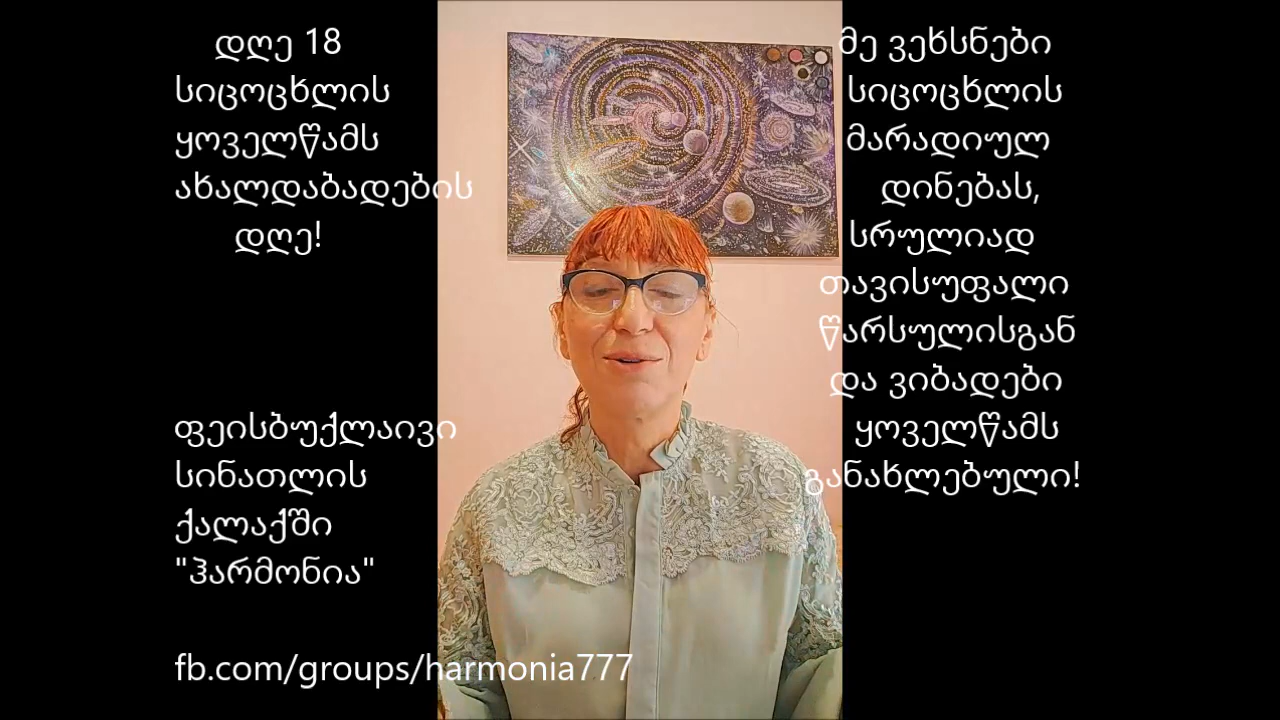 დღე 18
სიცოცხლის
ყოველწამს
ახალდაბადების
დღე!
ფეისბუქლაივი
სინათლის
ქალაქში
"ჰარმონია"
fb.com/groups/harmonia777
მე ვეხსნები
სიცოცხლის
მარადიულ
დინებას,
სრულიად
თავისუფალი
წარსულისგან
და ვიბადები
ყოველწამს
განახლებული!